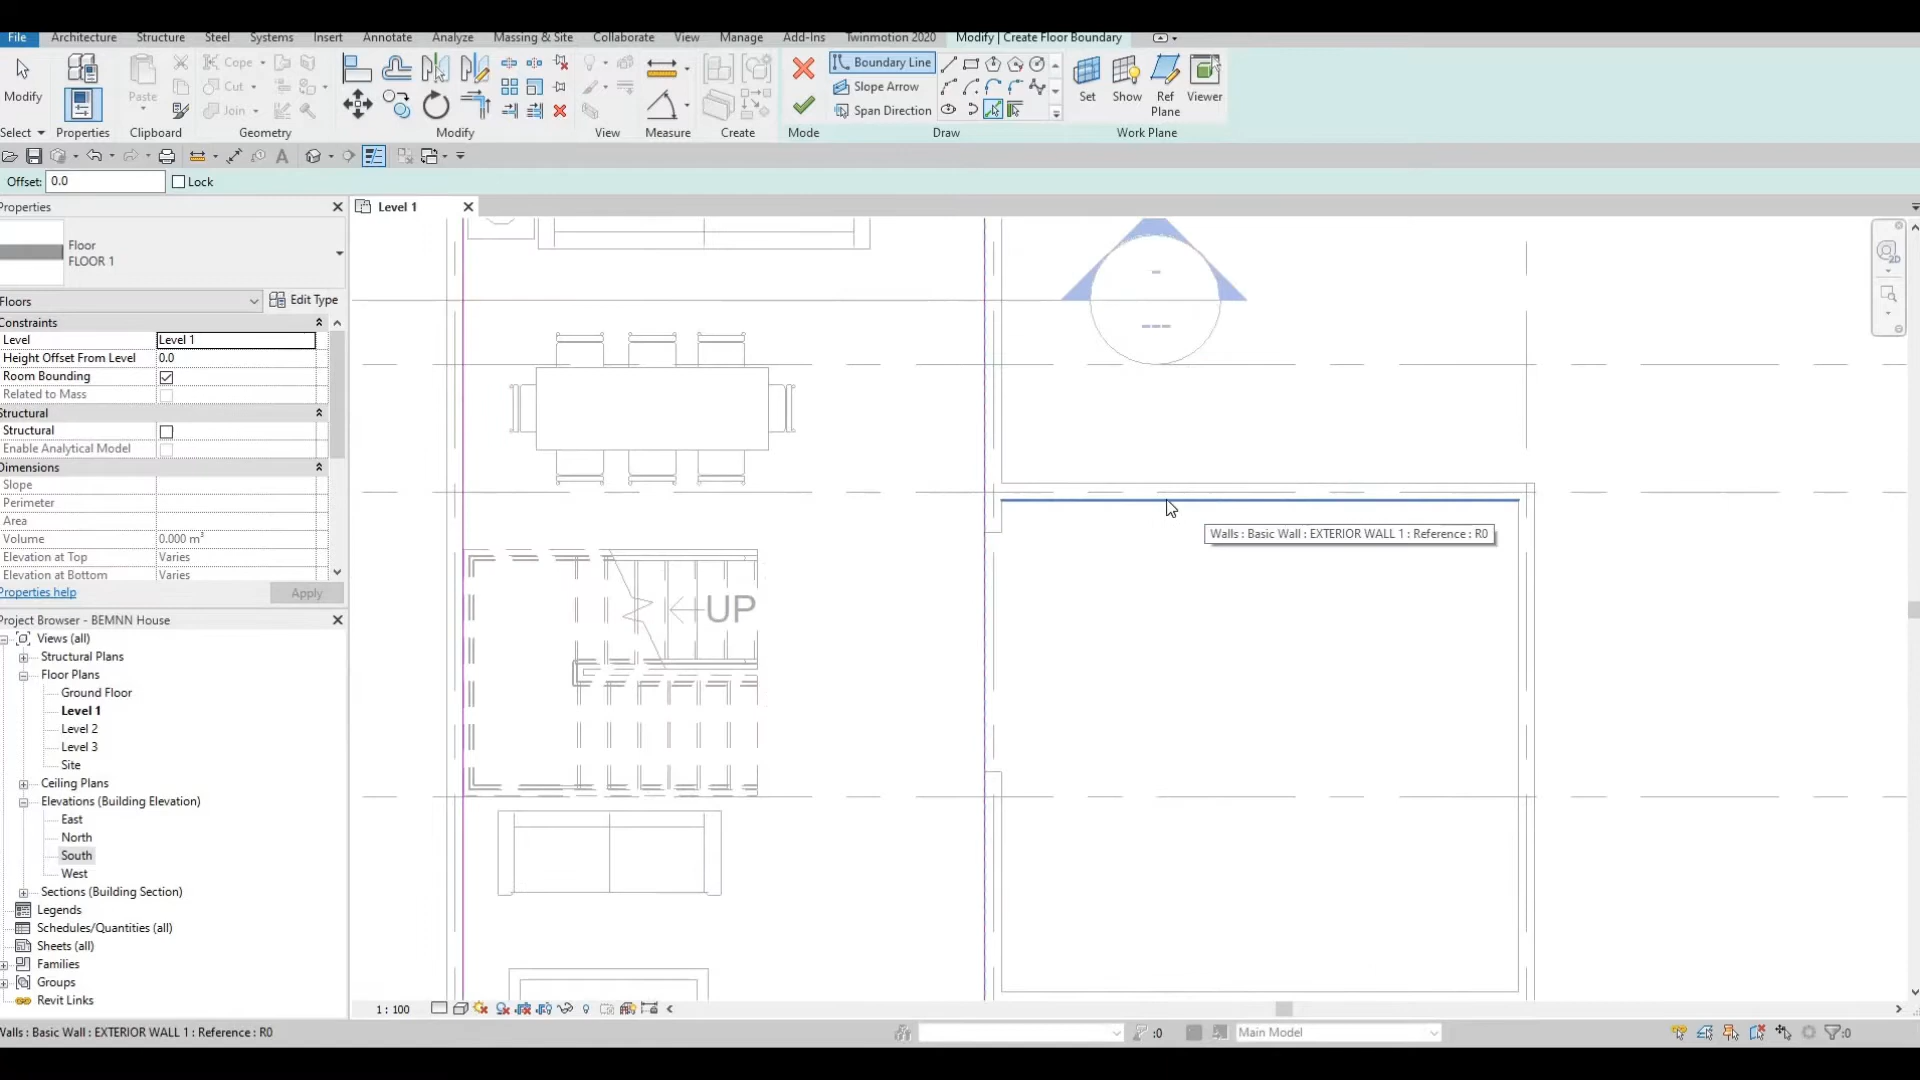 File Architecture Structure Steel Systems Insert Annotate Analyze Massing & Site Collaborate View Manage Add-Ins Twinmotion 2020 Modify | Create Floor Boundary
Modify
Paste
Cope
Cut
Join
Boundary Line
Slope Arrow
Span Direction
Set Show Ref Plane Viewer
Select Properties Clipboard Geometry Modify View Measure Create Mode Draw Work Plane
Offset: 0.0 Lock
Properties
Level 1
Floor
FLOOR 1
Floors Edit Type
Constraints
Level Level 1
Height Offset From Level 0.0
Room Bounding
Related to Mass
Structural
Structural
Enable Analytical Model
Dimensions
Slope
Perimeter
Area
Volume 0.000 m³
Elevation at Top Varies
Elevation at Bottom Varies
Properties help Apply
Project Browser - BEMNN House
Views (all)
Structural Plans
Floor Plans
Ground Floor
Level 1
Level 2
Level 3
Site
Ceiling Plans
Elevations (Building Elevation)
East
North
South
West
Sections (Building Section)
Legends
Schedules/Quantities (all)
Sheets (all)
Families
Groups
Revit Links
UP
Walls : Basic Wall : EXTERIOR WALL 1 : Reference : R0
2D
1 : 100
Walls : Basic Wall : EXTERIOR WALL 1 : Reference : R0
:0
Main Model
:0